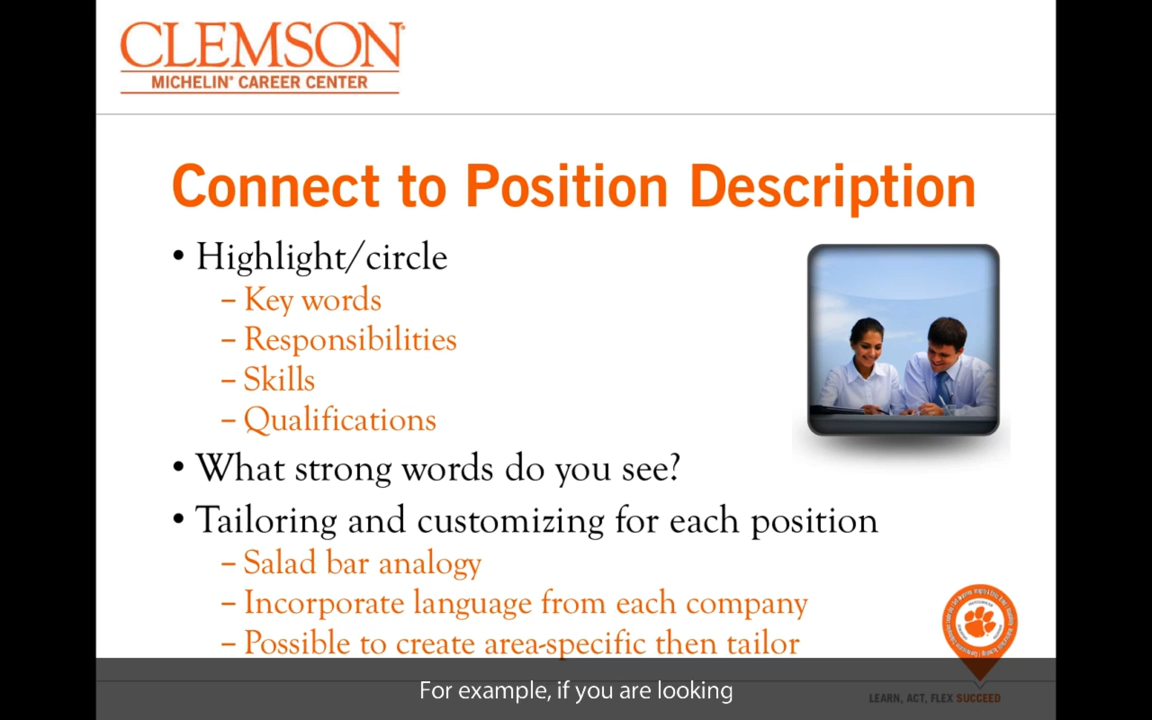 CLEMSON®
MICHELIN® CAREER CENTER
Connect to Position Description
• Highlight/circle
– Key words
– Responsibilities
– Skills
– Qualifications
• What strong words do you see?
• Tailoring and customizing for each position
– Salad bar analogy
– Incorporate language from each company
– Possible to create area-specific then tailor
For example, if you are looking
LEARN, ACT, FLEX SUCCEED